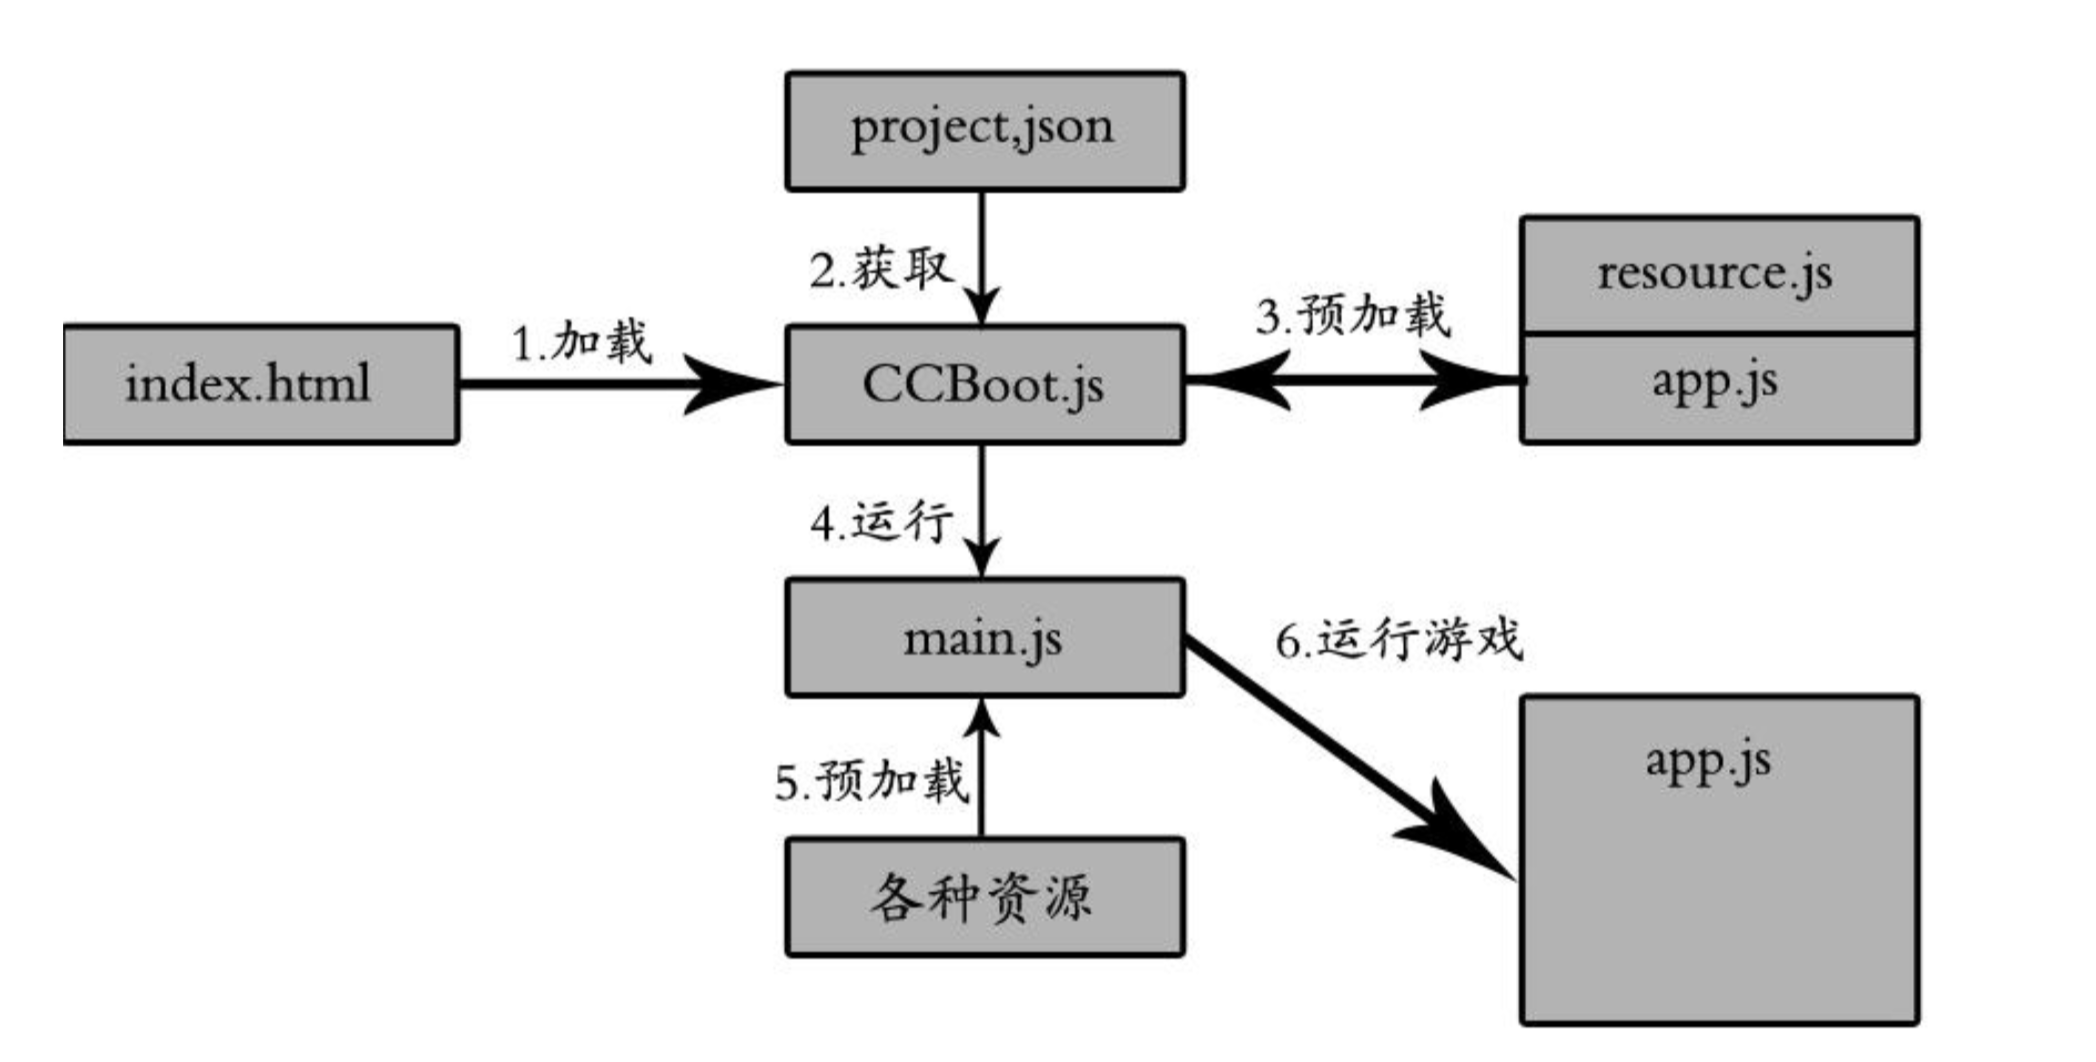 project,json
2.获取
resource.js
3.预加载
1.加载
index.html
CCBoot.js
app.js
4.运行
main.js
6.运行游戏
5.预加载
app.js
各种资源